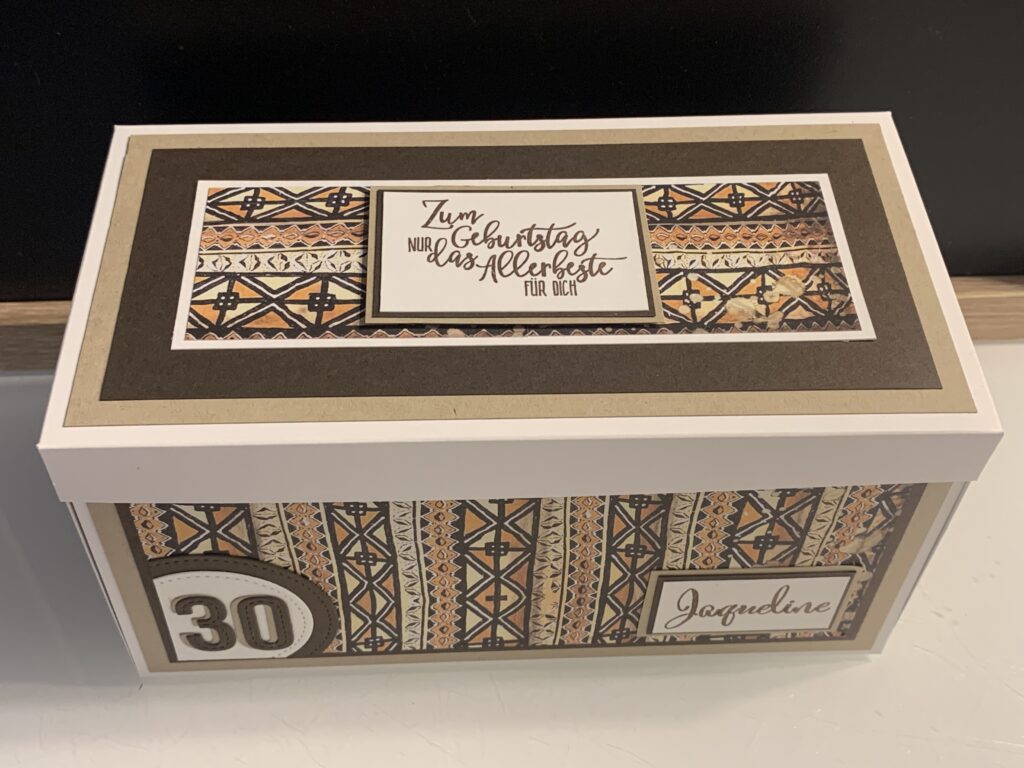 Zum
Geburtstag
NUR das Allerbeste
FÜR DICH
30
Jaqueline